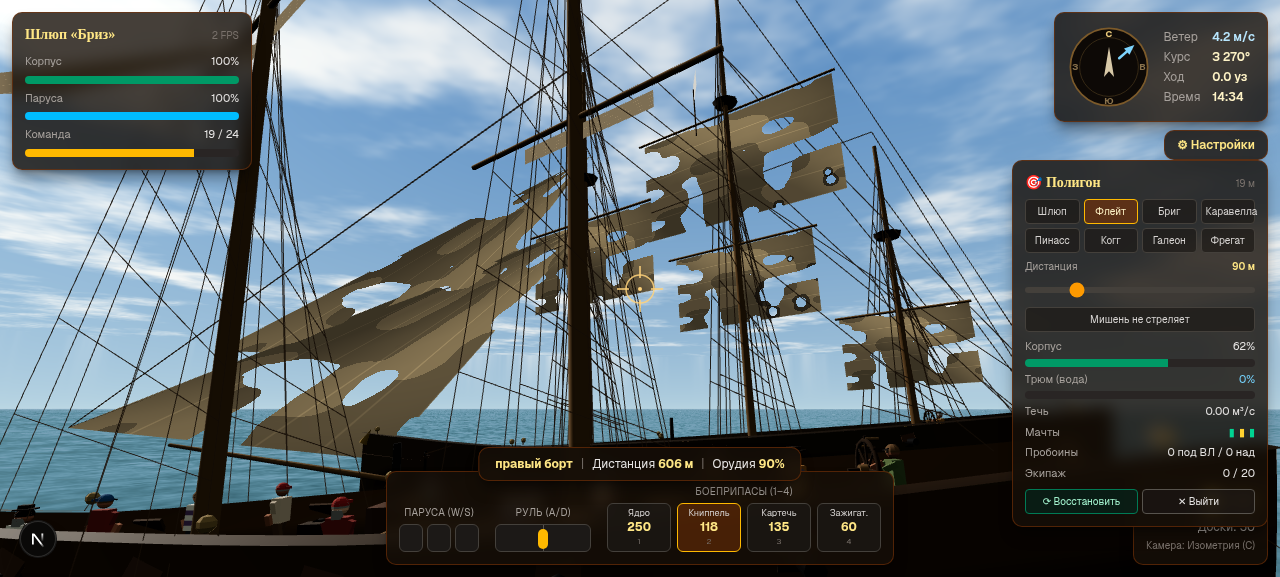 Шлюп «Бриз» 2 FPS
Корпус 100%
Паруса 100%
Команда 19 / 24
С
З В
Ю
Ветер 4.2 м/с
Курс З 270°
Ход 0.0 уз
Время 14:34
⚙ Настройки
🎯 Полигон 19 м
Шлюп Флейт Бриг Каравелла
Пинасс Когг Галеон Фрегат
Дистанция 90 м
Мишень не стреляет
Корпус 62%
Трюм (вода) 0%
Течь 0.00 м³/с
Мачты
Пробоины 0 под ВЛ / 0 над
Экипаж 0 / 20
⟳ Восстановить ✕ Выйти
Камера: Изометрия (C)
правый борт | Дистанция 606 м | Орудия 90%
БОЕПРИПАСЫ (1–4)
ПАРУСА (W/S) РУЛЬ (A/D)
Ядро Книппель Картечь Зажигат.
250 118 135 60
1 2 3 4
N